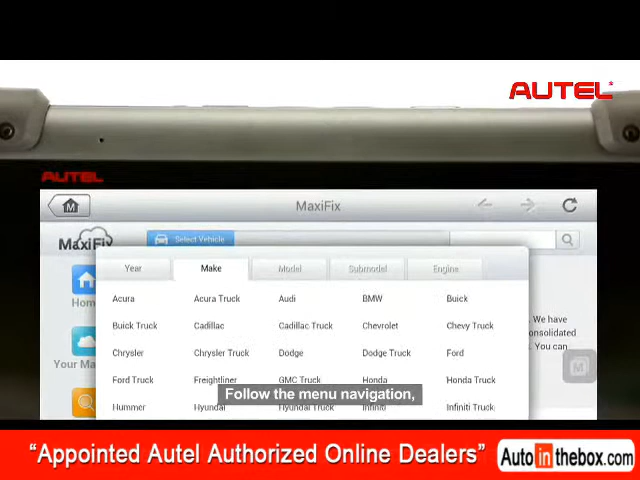 AUTEL
AUTEL
MaxiFix
MaxiFix
Select Vehicle
Year Make Model Submodel Engine
Acura Acura Truck Audi BMW Buick
Buick Truck Cadillac Cadillac Truck Chevrolet Chevy Truck
Chrysler Chrysler Truck Dodge Dodge Truck Ford
Ford Truck Freightliner GMC Truck Honda Honda Truck
Hummer Hyundai Hyundai Truck Infiniti Infiniti Truck
Hom
Your Ma
. We have
onsolidated
. You can
M
M
Follow the menu navigation,
“Appointed Autel Authorized Online Dealers”
Autointhebox.com